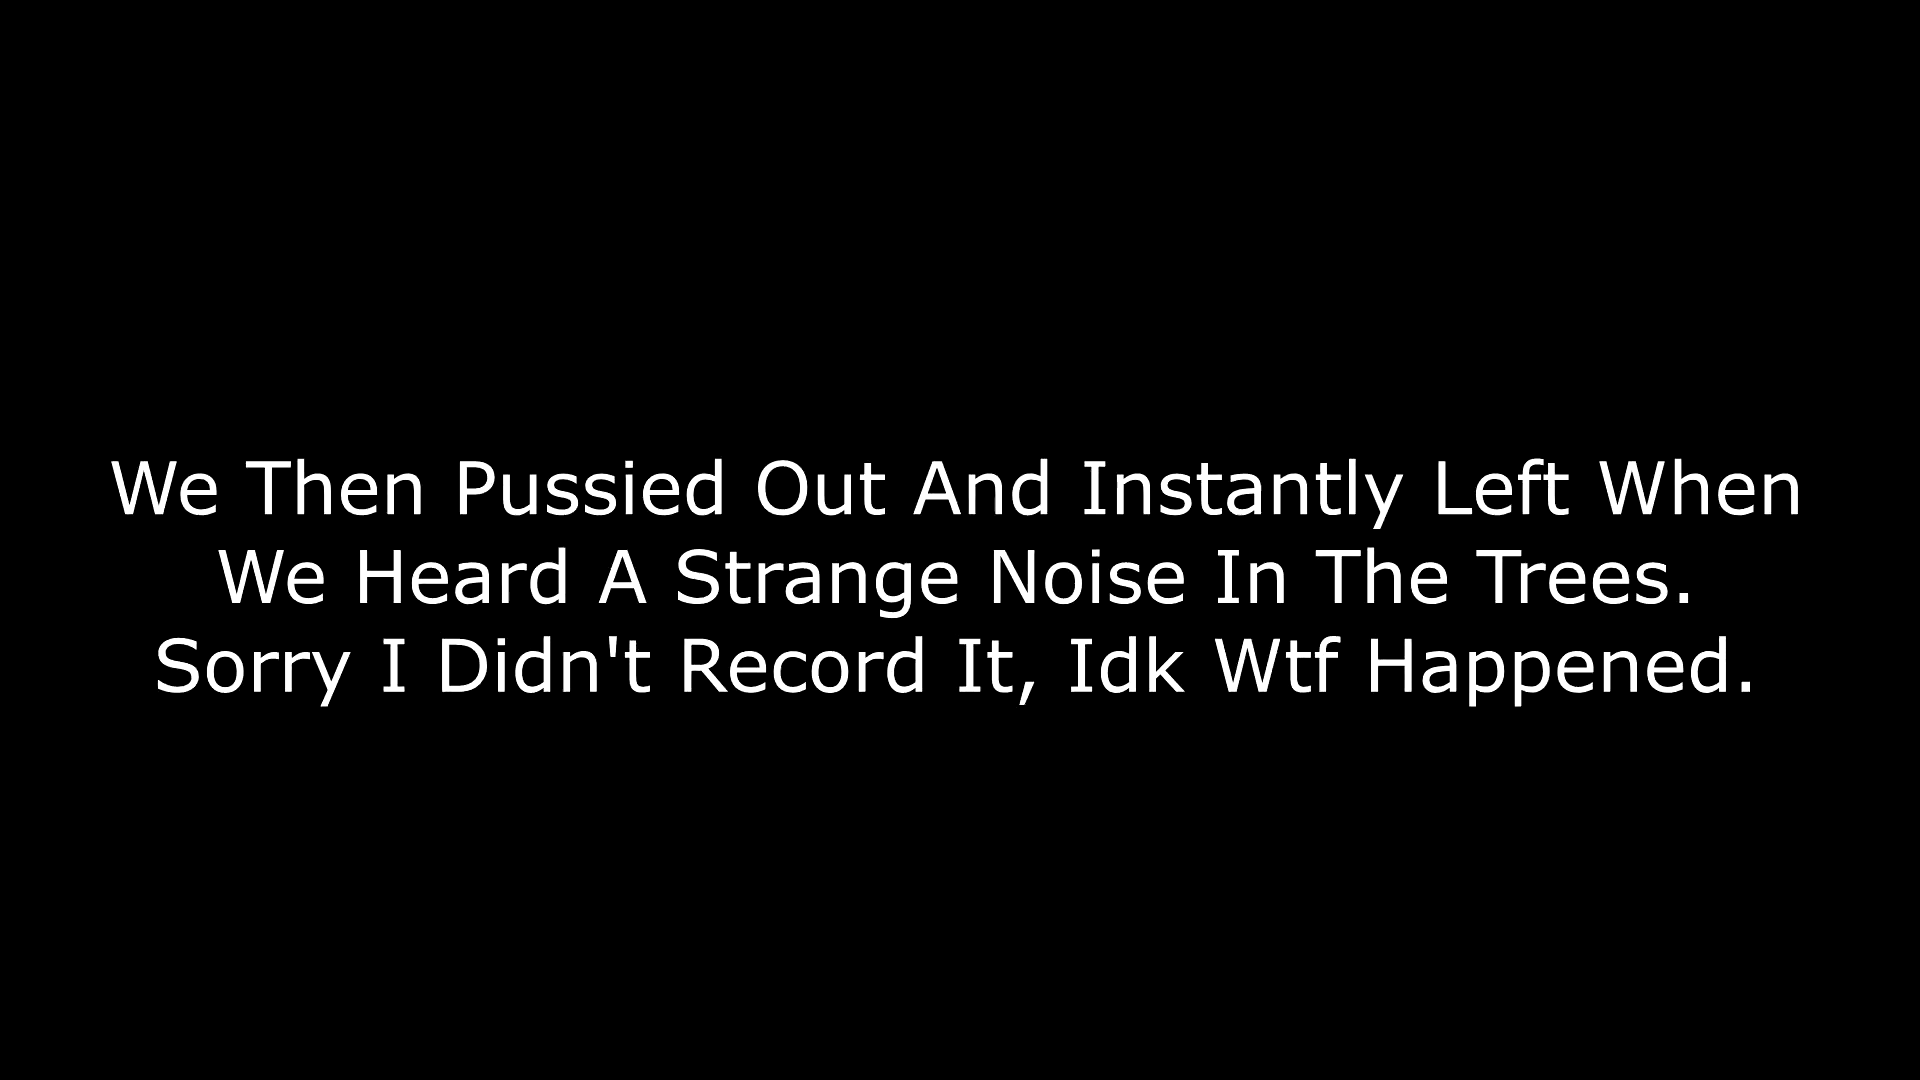 We Then Pussied Out And Instantly Left When
We Heard A Strange Noise In The Trees.
Sorry I Didn't Record It, Idk Wtf Happened.